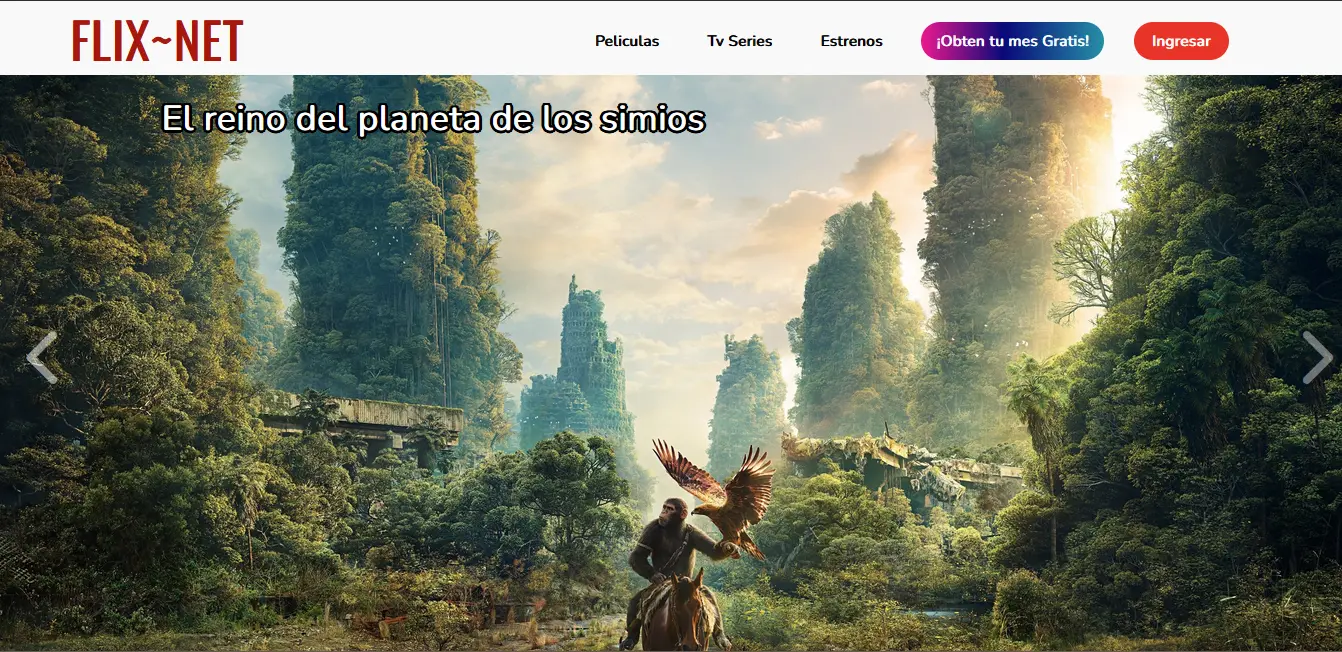 FLIX~NET
Peliculas
Tv Series
Estrenos
¡Obten tu mes Gratis!
Ingresar
El reino del planeta de los simios